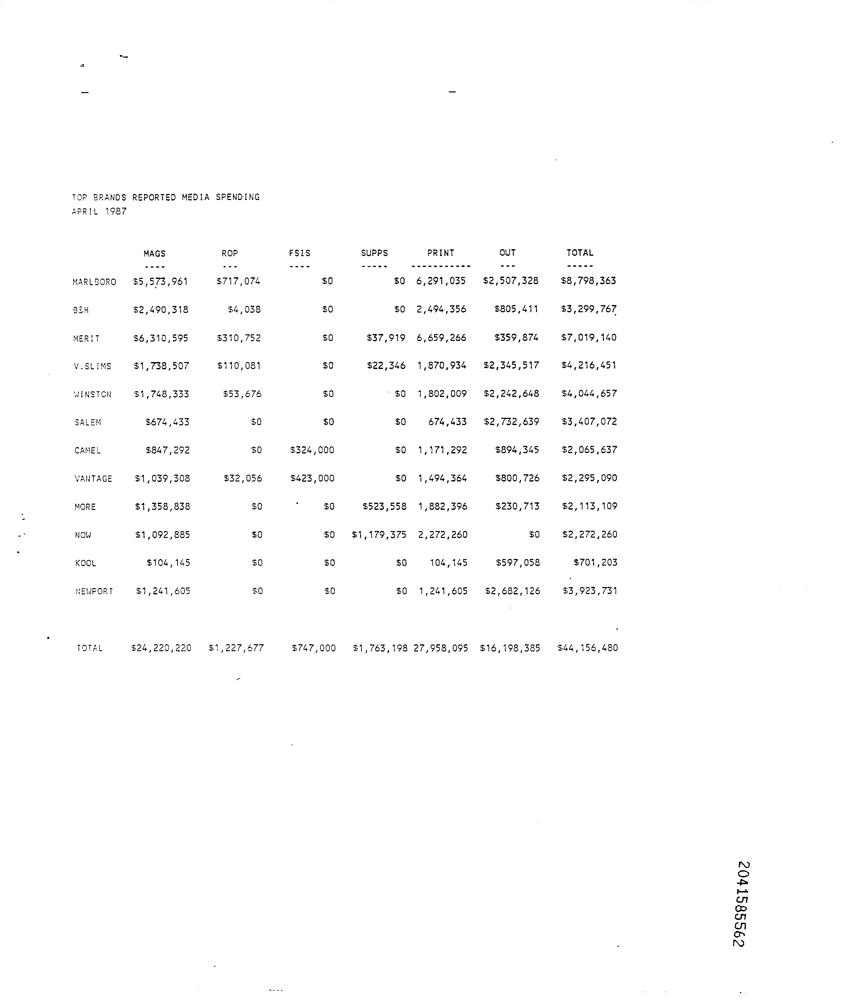 TOP BRANDS REPORTED MEDIA SPENDING
APRIL 1987
MAGS ROP FSIS SUPPS PRINT OUT TOTAL
---- --- ---- ----- ----------- --- -----
MARLBORO $5,573,961 $717,074 $0 $0 6,291,035 $2,507,328 $8,798,363
B&H $2,490,318 $4,038 $0 $0 2,494,356 $805,411 $3,299,767
MERIT $6,310,595 $310,752 $0 $37,919 6,659,266 $359,874 $7,019,140
V.SLIMS $1,738,507 $110,081 $0 $22,346 1,870,934 $2,345,517 $4,216,451
WINSTON $1,748,333 $53,676 $0 $0 1,802,009 $2,242,648 $4,044,657
SALEM $674,433 $0 $0 $0 674,433 $2,732,639 $3,407,072
CAMEL $847,292 $0 $324,000 $0 1,171,292 $894,345 $2,065,637
VANTAGE $1,039,308 $32,056 $423,000 $0 1,494,364 $800,726 $2,295,090
MORE $1,358,838 $0 $0 $523,558 1,882,396 $230,713 $2,113,109
NOW $1,092,885 $0 $0 $1,179,375 2,272,260 $0 $2,272,260
KOOL $104,145 $0 $0 $0 104,145 $597,058 $701,203
NEWPORT $1,241,605 $0 $0 $0 1,241,605 $2,682,126 $3,923,731
TOTAL $24,220,220 $1,227,677 $747,000 $1,763,198 27,958,095 $16,198,385 $44,156,480
2041585562